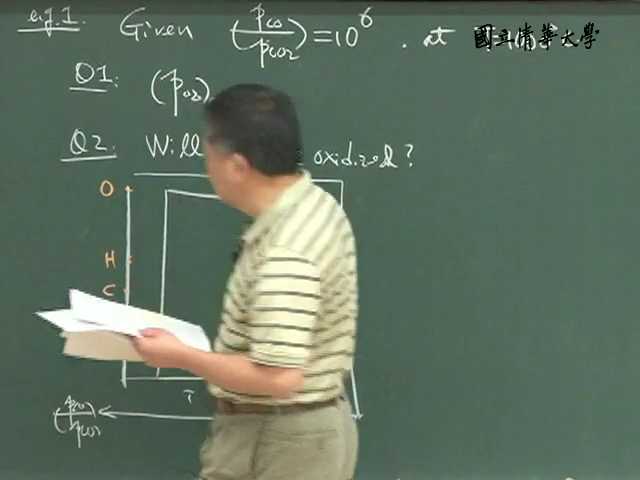 e.g.1. Given (pco/pco2)=10^6 . at
國立清華大學
Q1: (po2)
Q2: Will oxidized?
O
H
C
T
(pco/pco2)